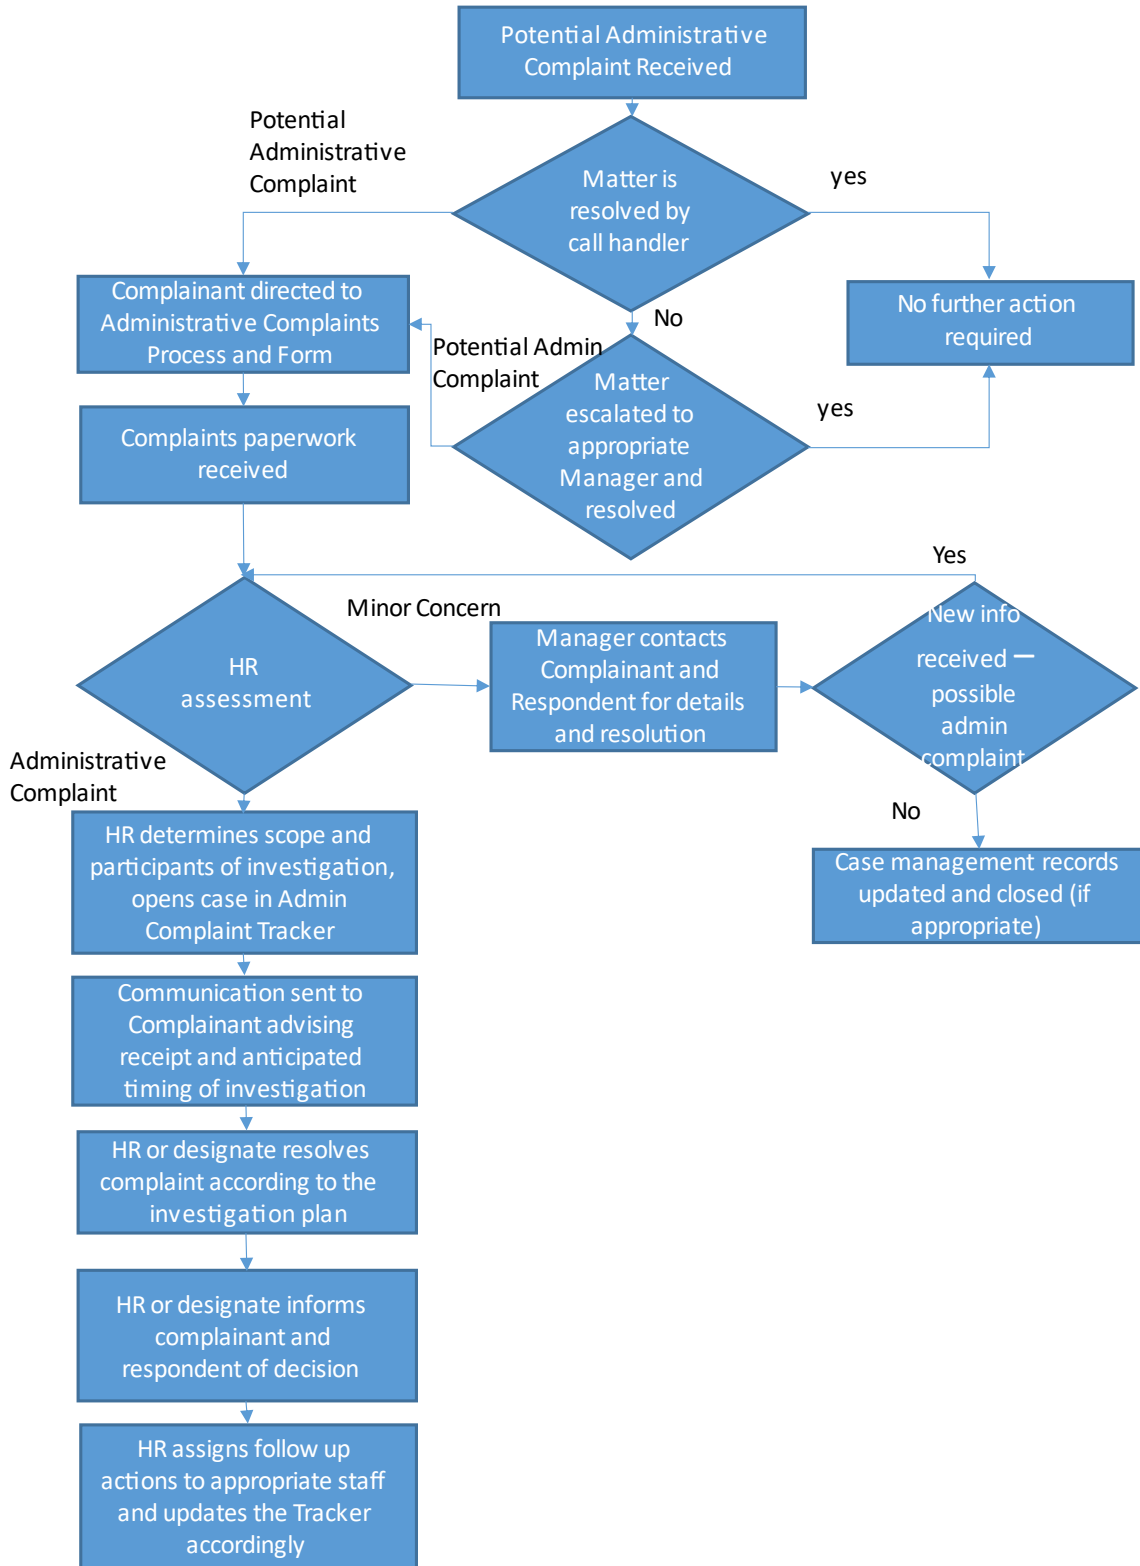 Potential Administrative
Complaint Received
Potential
Administrative
Complaint
Matter is
resolved by
call handler
yes
Complainant directed to
Administrative Complaints
Process and Form
No further action
required
No
Potential Admin
Complaint
Matter
escalated to
appropriate
Manager and
resolved
yes
Complaints paperwork
received
Yes
Minor Concern
HR
assessment
Manager contacts
Complainant and
Respondent for details
and resolution
New info
received —
possible
admin
complaint
Administrative
Complaint
No
HR determines scope and
participants of investigation,
opens case in Admin
Complaint Tracker
Case management records
updated and closed (if
appropriate)
Communication sent to
Complainant advising
receipt and anticipated
timing of investigation
HR or designate resolves
complaint according to the
investigation plan
HR or designate informs
complainant and
respondent of decision
HR assigns follow up
actions to appropriate staff
and updates the Tracker
accordingly